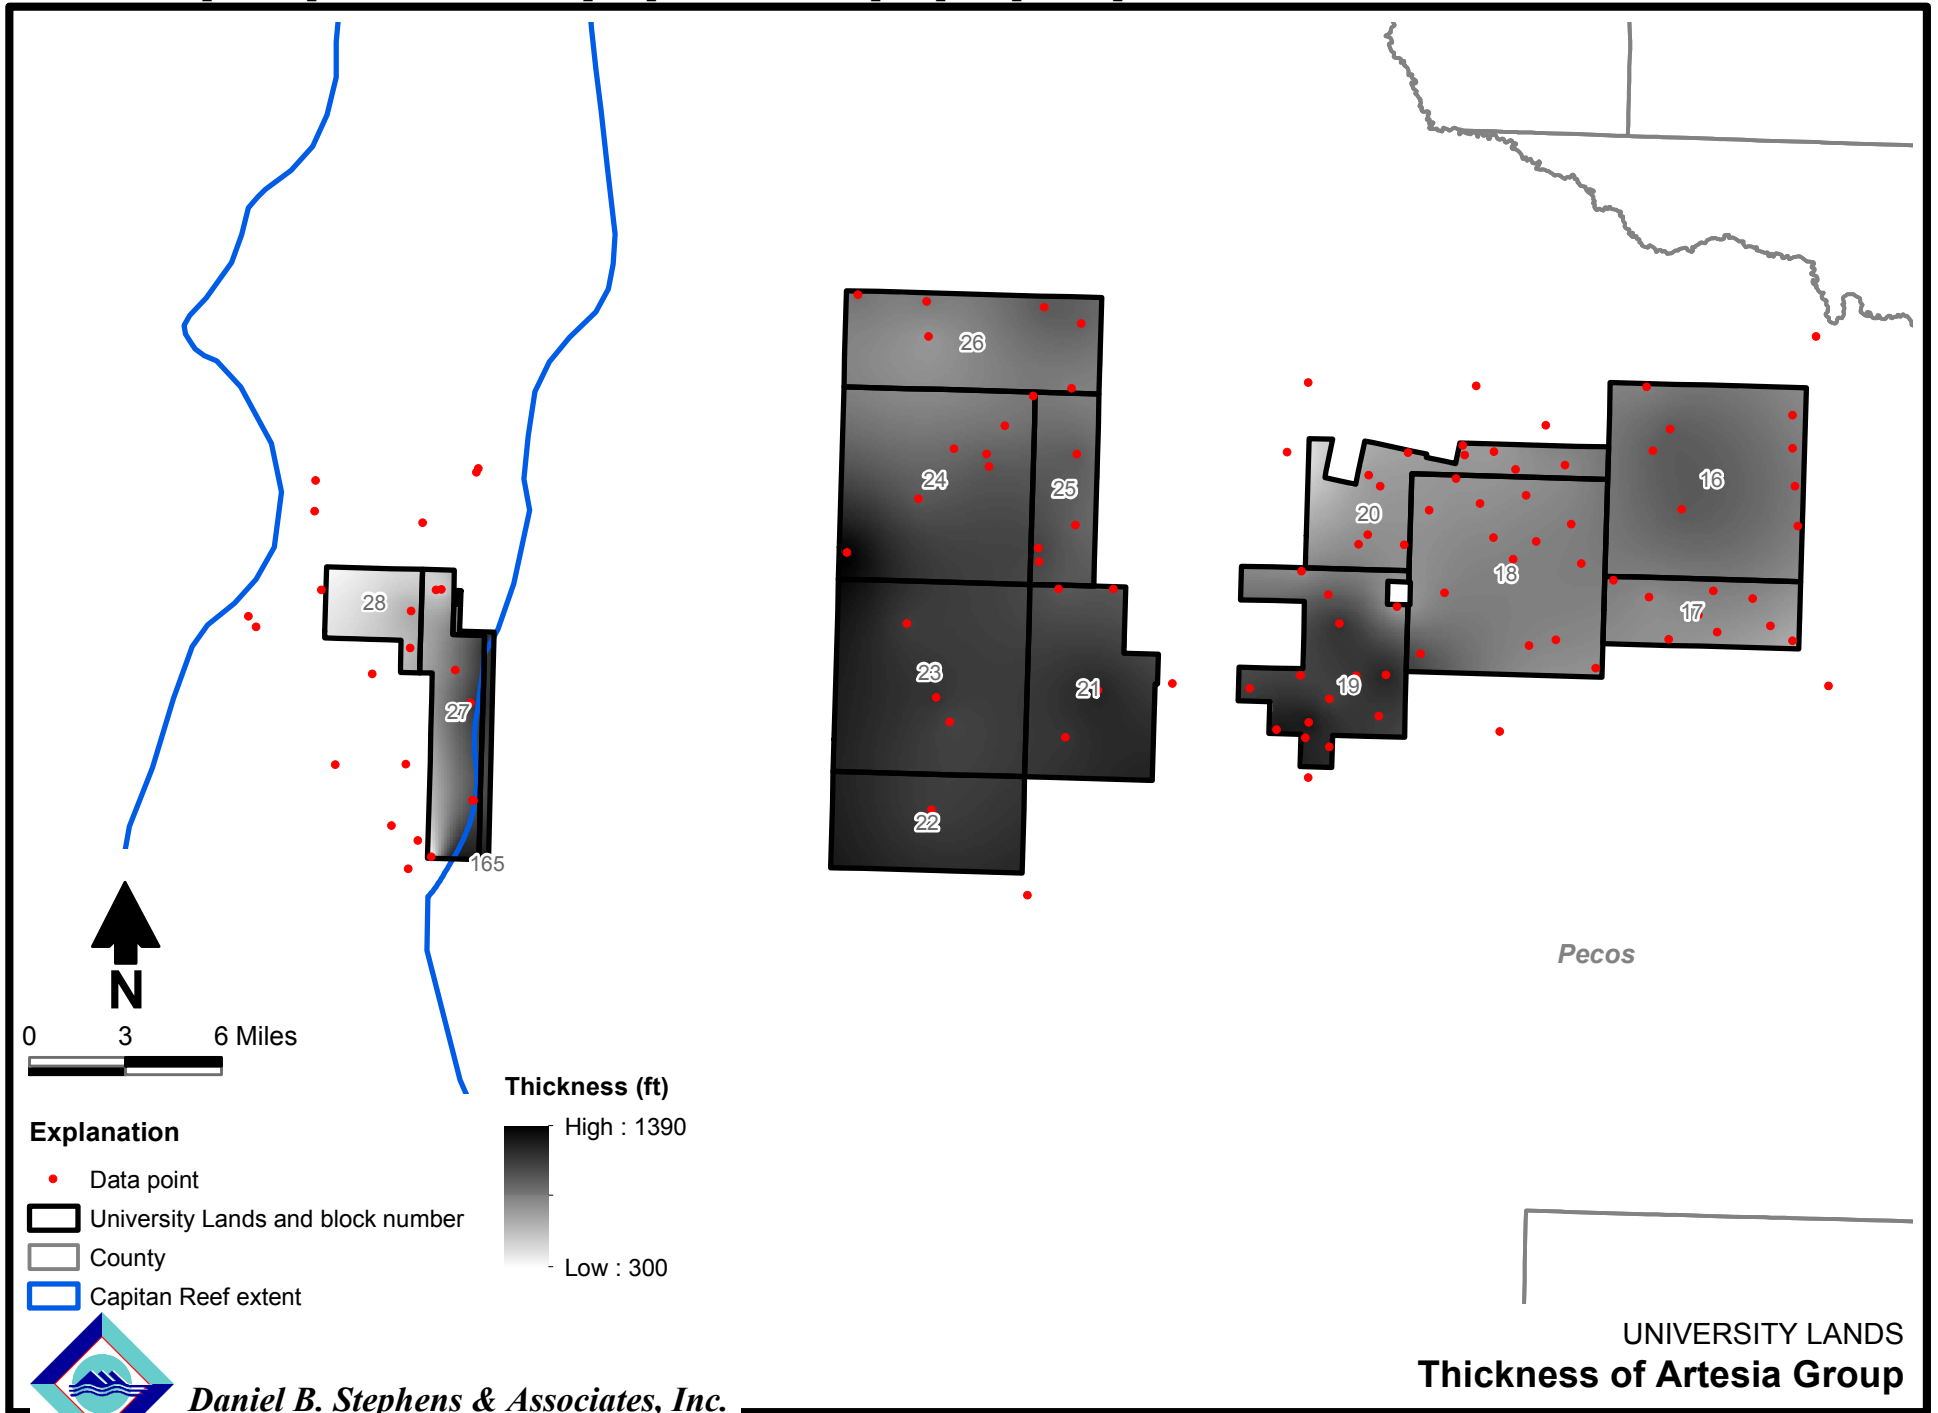 26
24
25
16
20
18
28
17
23
21
19
27
22
165
Pecos
N
0 3 6 Miles
Thickness (ft)
High : 1390
Low : 300
Explanation
Data point
University Lands and block number
County
Capitan Reef extent
UNIVERSITY LANDS
Thickness of Artesia Group
Daniel B. Stephens & Associates, Inc.